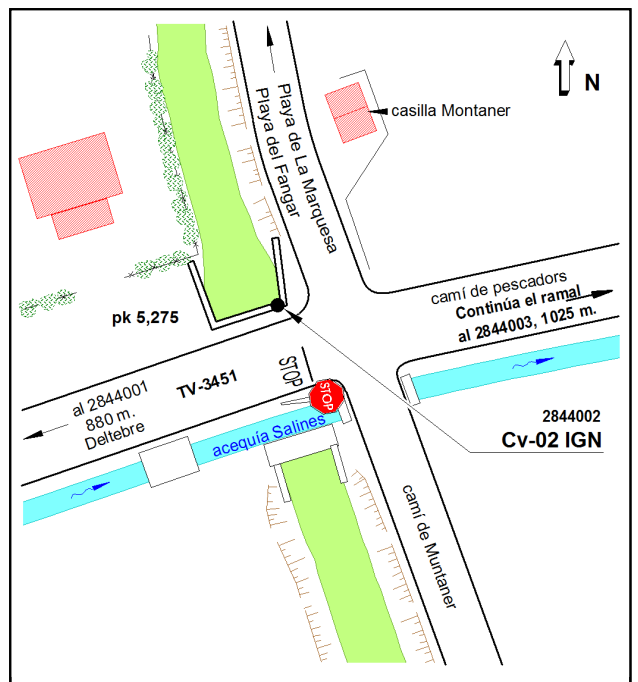 N
casilla Montaner
Playa de La Marquesa
Playa del Fangar
camí de pescadors
Continúa el ramal
al 2844003, 1025 m.
pk 5,275
STOP
STOP
TV-3451
al 2844001
880 m.
Deltebre
acequía Salines
2844002
Cv-02 IGN
camí de Muntaner